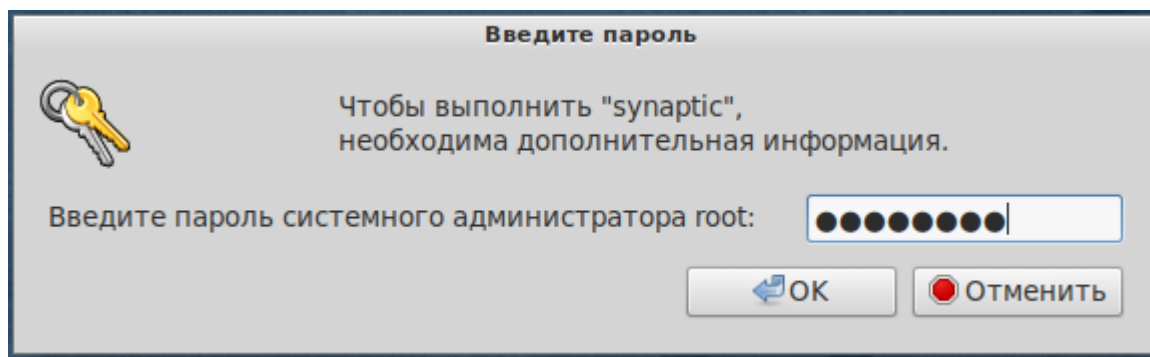 Введите пароль
Чтобы выполнить "synaptic",
необходима дополнительная информация.
Введите пароль системного администратора root: ●●●●●●●●
OK Отменить